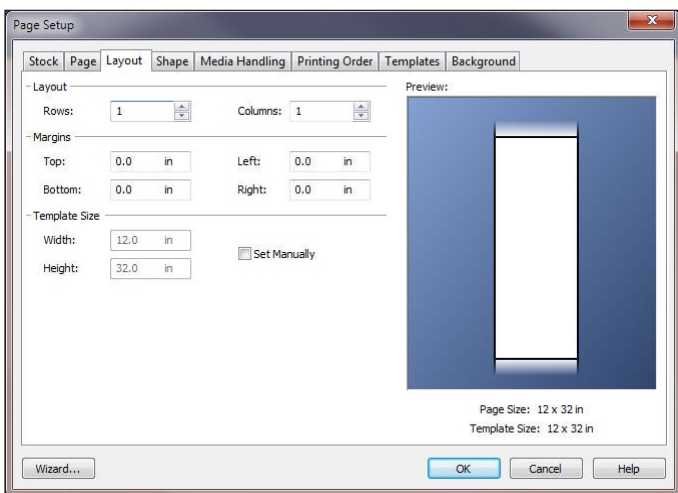 Page Setup
Stock Page Layout Shape Media Handling Printing Order Templates Background
Layout
Rows: 1 Columns: 1
Margins
Top: 0.0 in Left: 0.0 in
Bottom: 0.0 in Right: 0.0 in
Template Size
Width: 12.0 in
Set Manually
Height: 32.0 in
Preview:
Page Size: 12 x 32 in
Template Size: 12 x 32 in
Wizard... OK Cancel Help